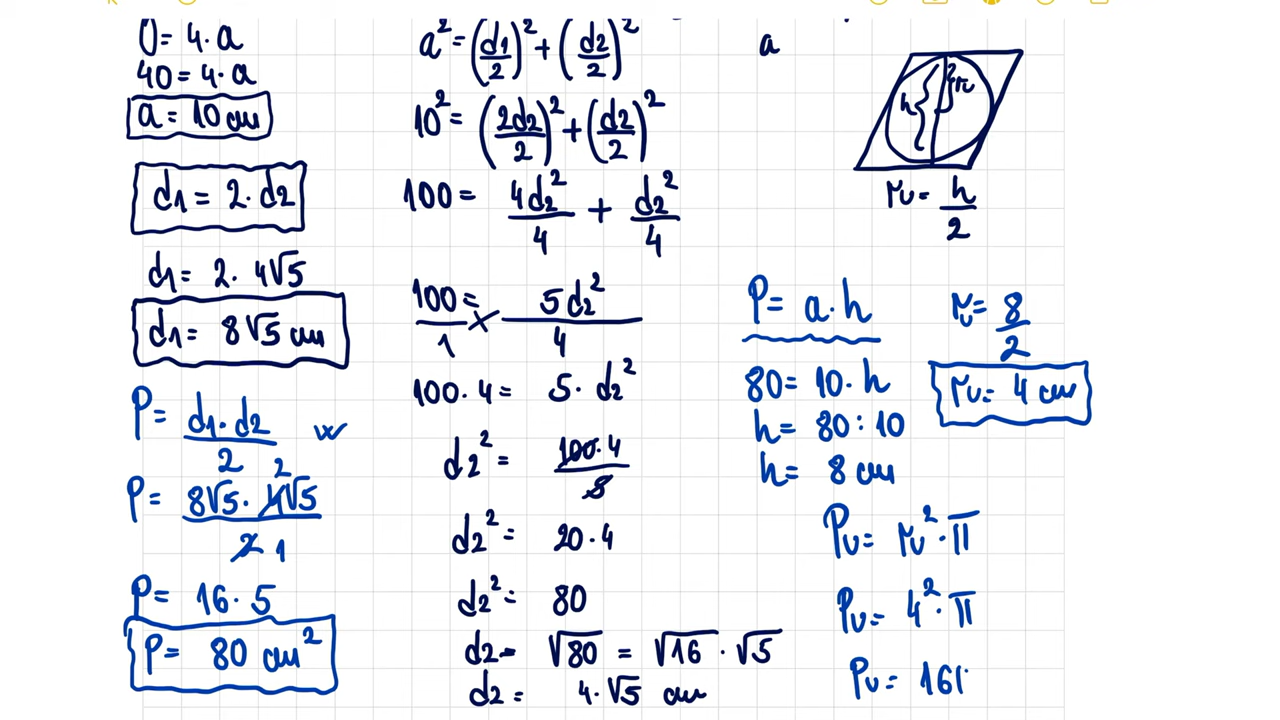 O = 4 · a
40 = 4 · a
a = 10 cm
d1 = 2 · d2
d1 = 2 · 4√5
d1 = 8√5 cm
P = d1 · d2 / 2
P = 8√5 · 4√5 / 2
2
1
P = 16 · 5
P = 80 cm²
a² = (d1/2)² + (d2/2)²
10² = (2d2/2)² + (d2/2)²
100 = 4d2²/4 + d2²/4
100/1 = 5d2²/4
100 · 4 = 5 · d2²
d2² = 100 · 4 / 5
d2² = 20 · 4
d2² = 80
d2 = √80 = √16 · √5
d2 = 4 · √5 cm
a
h
ru = h/2
P = a · h
80 = 10 · h
h = 80 : 10
h = 8 cm
ru = 8/2
ru = 4 cm
Pu = ru² · π
Pu = 4² · π
Pu = 16